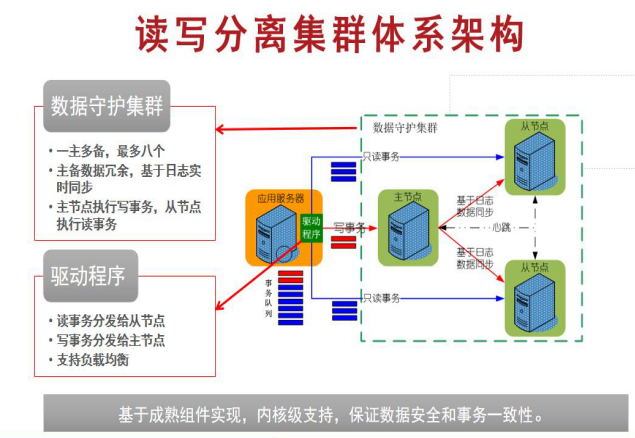 读写分离集群体系架构
数据守护集群
• 一主多备，最多八个
• 主备数据冗余，基于日志实
时同步
• 主节点执行写事务，从节点
执行读事务
驱动程序
• 读事务分发给从节点
• 写事务分发给主节点
• 支持负载均衡
数据守护集群
从节点
只读事务
应用服务器
驱动
程序
写事务
主节点
基于日志
数据同步
心跳
基于日志
数据同步
从节点
只读事务
事
务
队
列
基于成熟组件实现，内核级支持，保证数据安全和事务一致性。